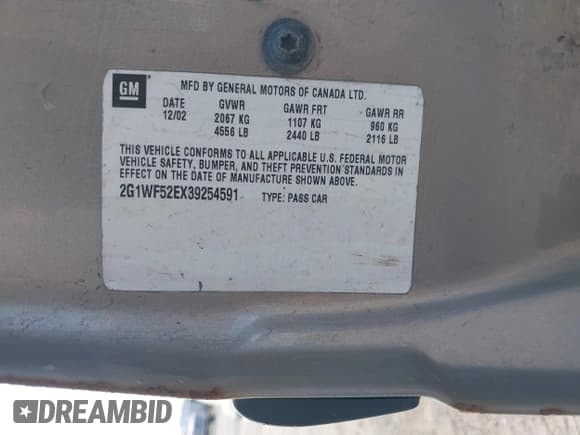 GM
MFD BY GENERAL MOTORS OF CANADA LTD.
DATE GVWR GAWR FRT GAWR RR
12/02 2067 KG 1107 KG 960 KG
4556 LB 2440 LB 2116 LB
THIS VEHICLE CONFORMS TO ALL APPLICABLE U.S. FEDERAL MOTOR
VEHICLE SAFETY, BUMPER, AND THEFT PREVENTION STANDARDS IN
EFFECT ON THE DATE OF MANUFACTURE SHOWN ABOVE.
2G1WF52EX39254591 TYPE: PASS CAR
DREAMBID